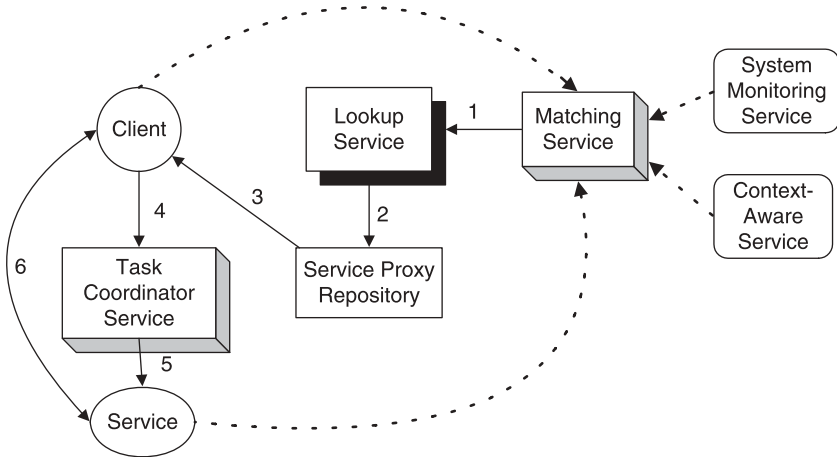 Client
Lookup
Service
1
Matching
Service
System
Monitoring
Service
4
3
2
6
Task
Coordinator
Service
Service Proxy
Repository
Context-
Aware
Service
5
Service